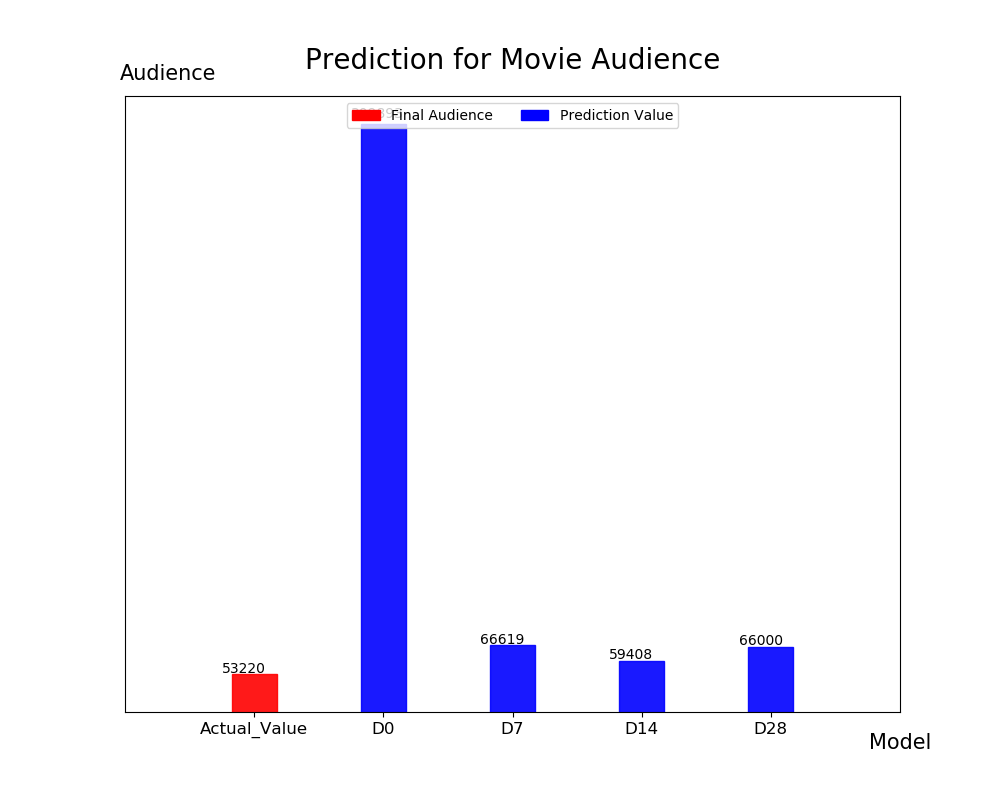 Prediction for Movie Audience
Audience
Final Audience
Prediction Value
66619
66000
59408
53220
Actual_Value
D0
D7
D14
D28
Model